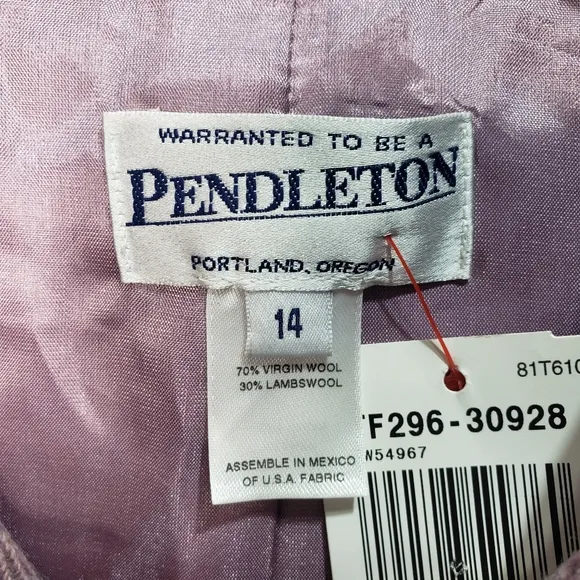 WARRANTED TO BE A
PENDLETON
PORTLAND, OREGON
14
70% VIRGIN WOOL
30% LAMBSWOOL
ASSEMBLE IN MEXICO
OF U.S.A. FABRIC
81T610
F296-30928
W54967